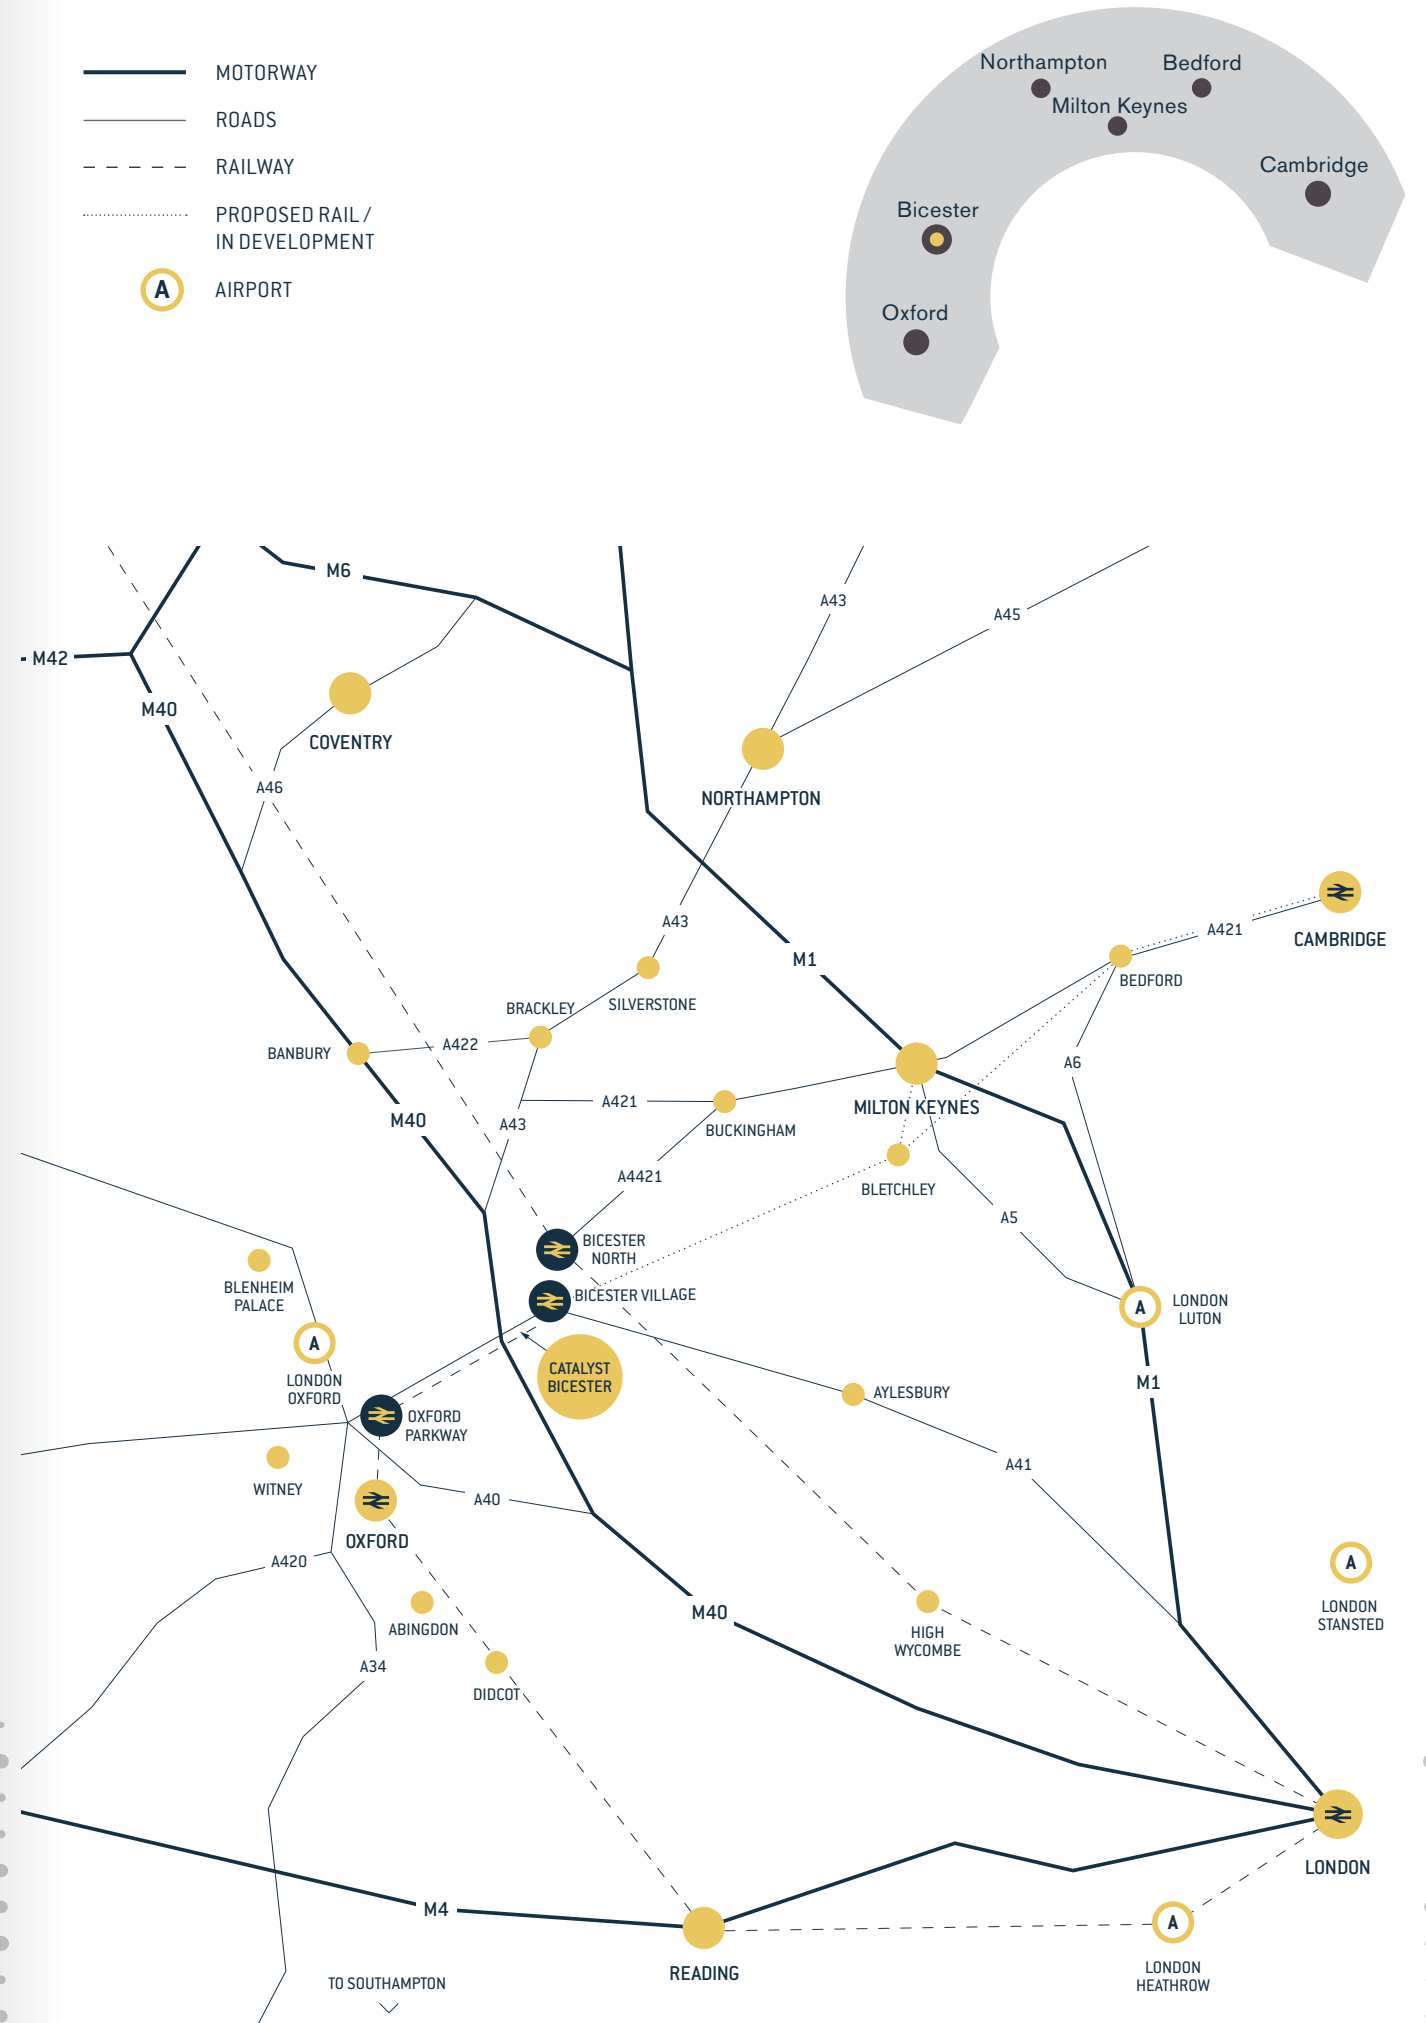 MOTORWAY
ROADS
RAILWAY
PROPOSED RAIL /
IN DEVELOPMENT
A
AIRPORT
Northampton
Bedford
Milton Keynes
Cambridge
Bicester
Oxford
M6
A43
A45
M42
M40
COVENTRY
A46
NORTHAMPTON
A43
A421
CAMBRIDGE
M1
BEDFORD
BRACKLEY
SILVERSTONE
BANBURY
A422
A6
A421
MILTON KEYNES
M40
A43
BUCKINGHAM
A4421
BLETCHLEY
A5
BICESTER
NORTH
BLENHEIM
PALACE
BICESTER VILLAGE
A
LONDON
LUTON
A
LONDON
OXFORD
CATALYST
BICESTER
M1
AYLESBURY
OXFORD
PARKWAY
A41
WITNEY
A40
OXFORD
A420
A
LONDON
STANSTED
M40
ABINGDON
HIGH
WYCOMBE
A34
DIDCOT
LONDON
M4
A
READING
LONDON
HEATHROW
TO SOUTHAMPTON